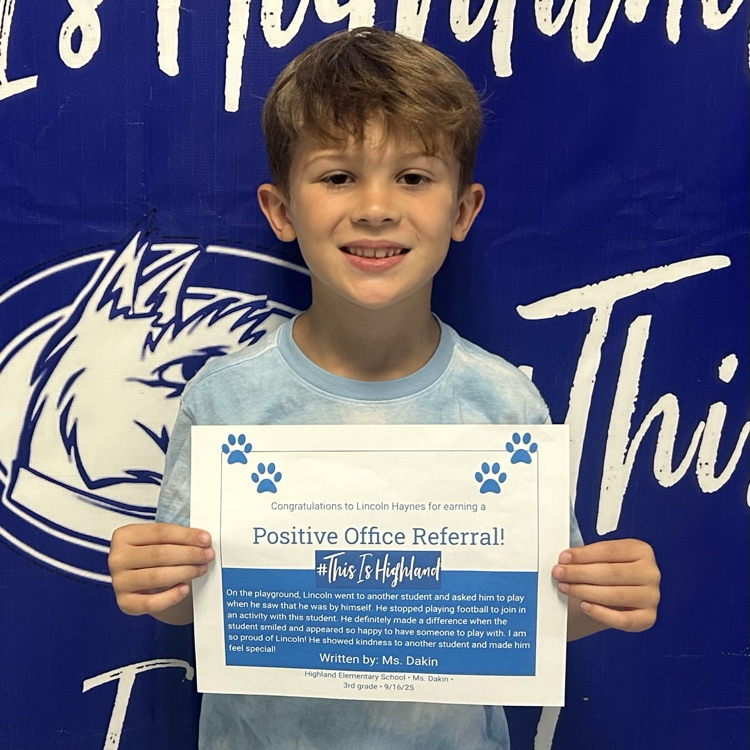 Is Highland
This
Thi
Congratulations to Lincoln Haynes for earning a
Positive Office Referral!
#This Is Highland
On the playground, Lincoln went to another student and asked him to play
when he saw that he was by himself. He stopped playing football to join in
an activity with this student. He definitely made a difference when the
student smiled and appeared so happy to have someone to play with. I am
so proud of Lincoln! He showed kindness to another student and made him
feel special!
Written by: Ms. Dakin
Highland Elementary School • Ms. Dakin •
3rd grade • 9/16/25